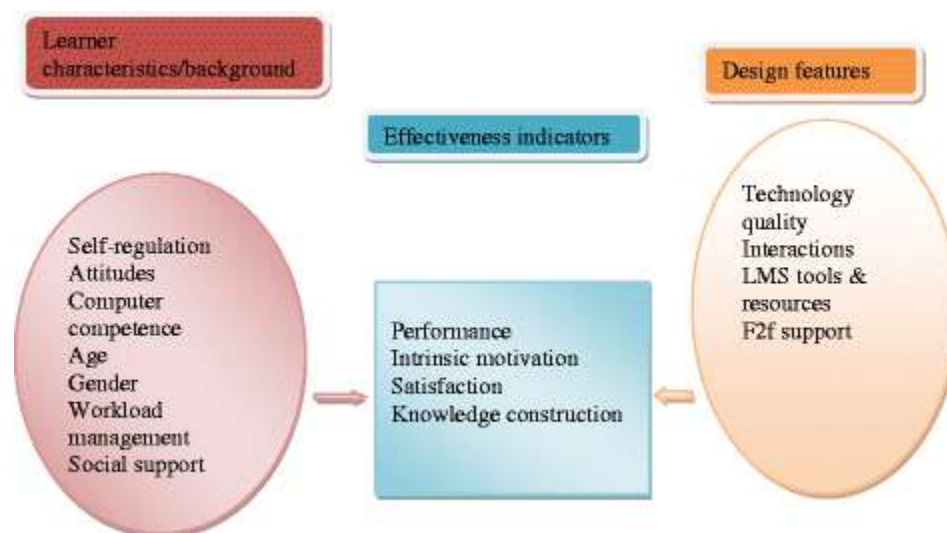 Learner
characteristics/background
Design features
Effectiveness indicators
Self-regulation
Attitudes
Computer
competence
Age
Gender
Workload
management
Social support
Performance
Intrinsic motivation
Satisfaction
Knowledge construction
Technology
quality
Interactions
LMS tools &
resources
F2f support